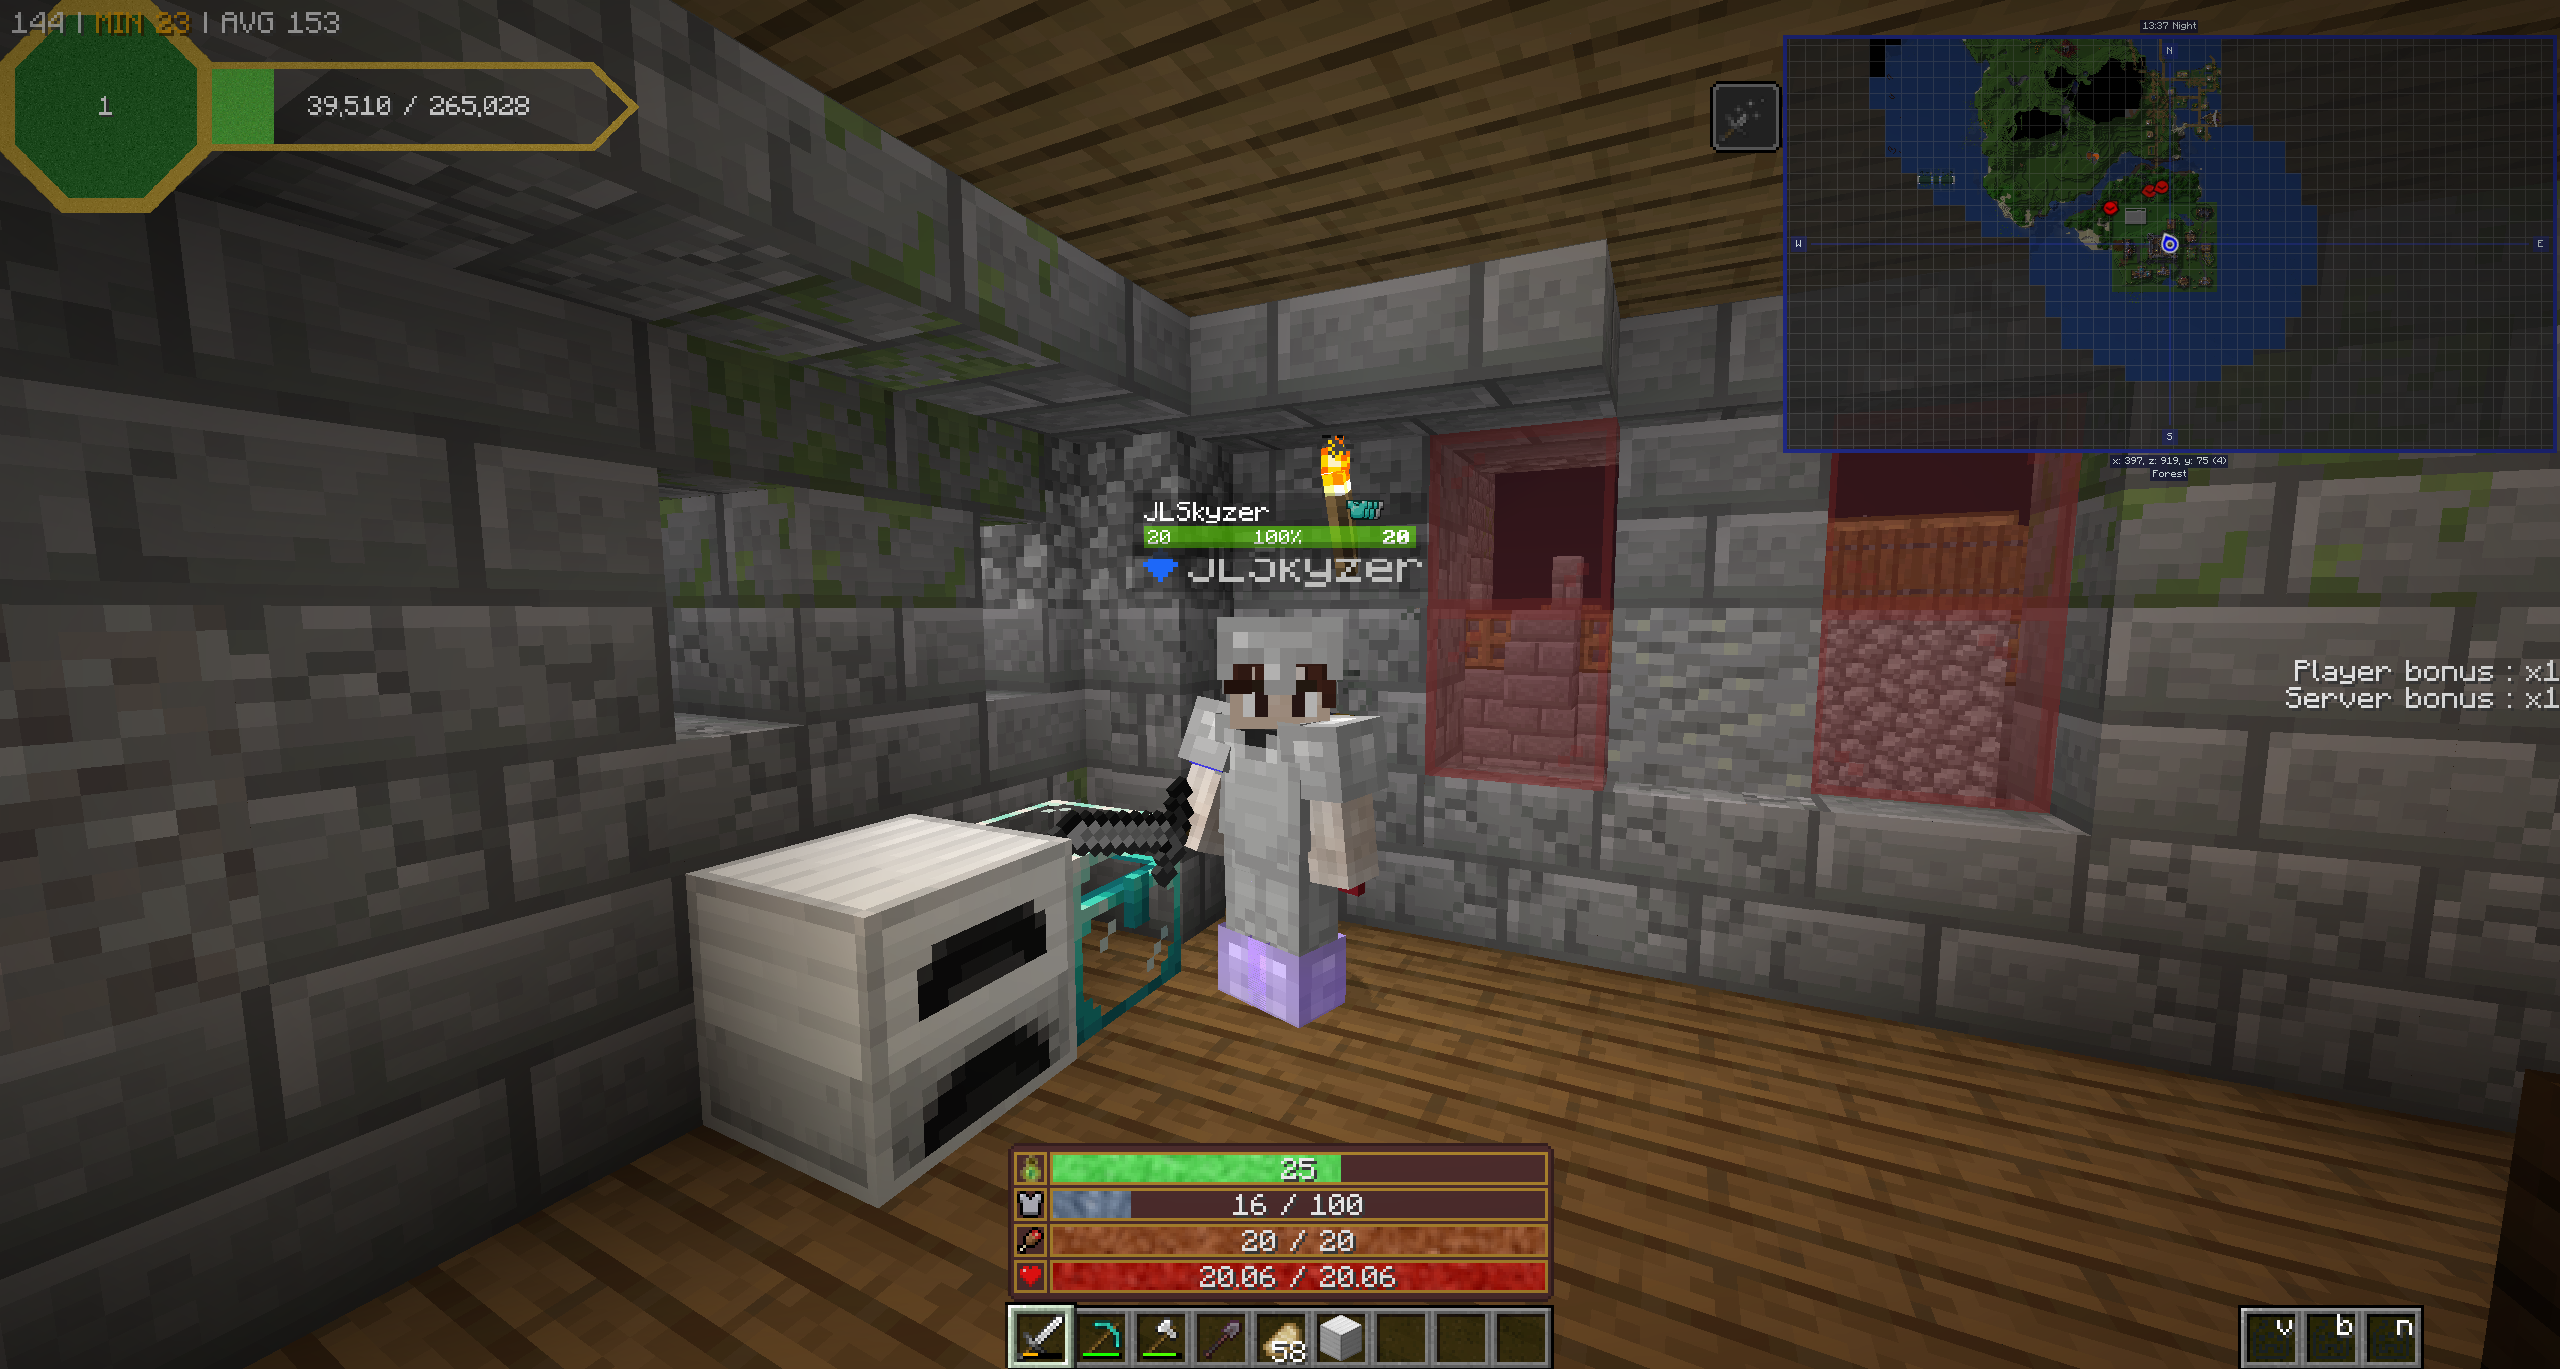 144 | MIN 23 | AVG 153
1
39,510 / 265,028
13:37 Night
N
W
E
S
x: 397, z: 919, y: 75 (4)
Forest
JLSkyzer
20 100% 20
JLSkyzer
Player bonus : x1
Server bonus : x1
25
16 / 100
20 / 20
20.06 / 20.06
58
v b n